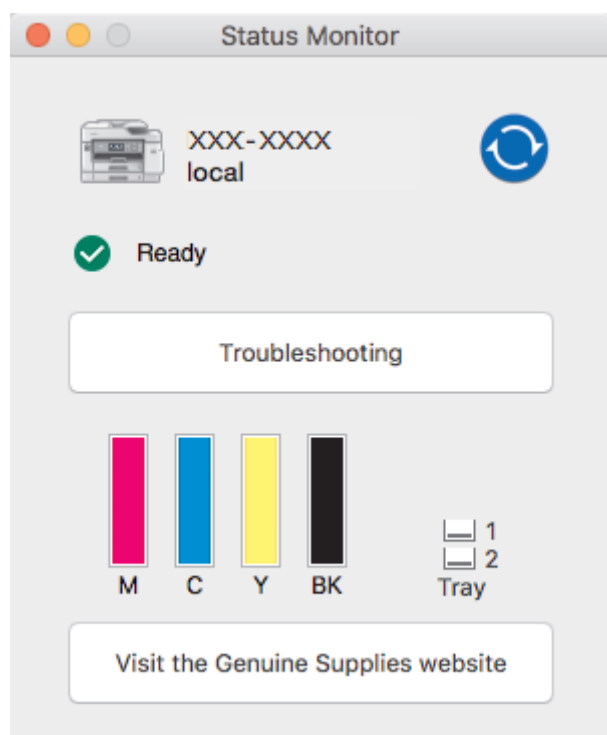 Status Monitor
XXX-XXXX
local
Ready
Troubleshooting
M C Y BK
1
2
Tray
Visit the Genuine Supplies website